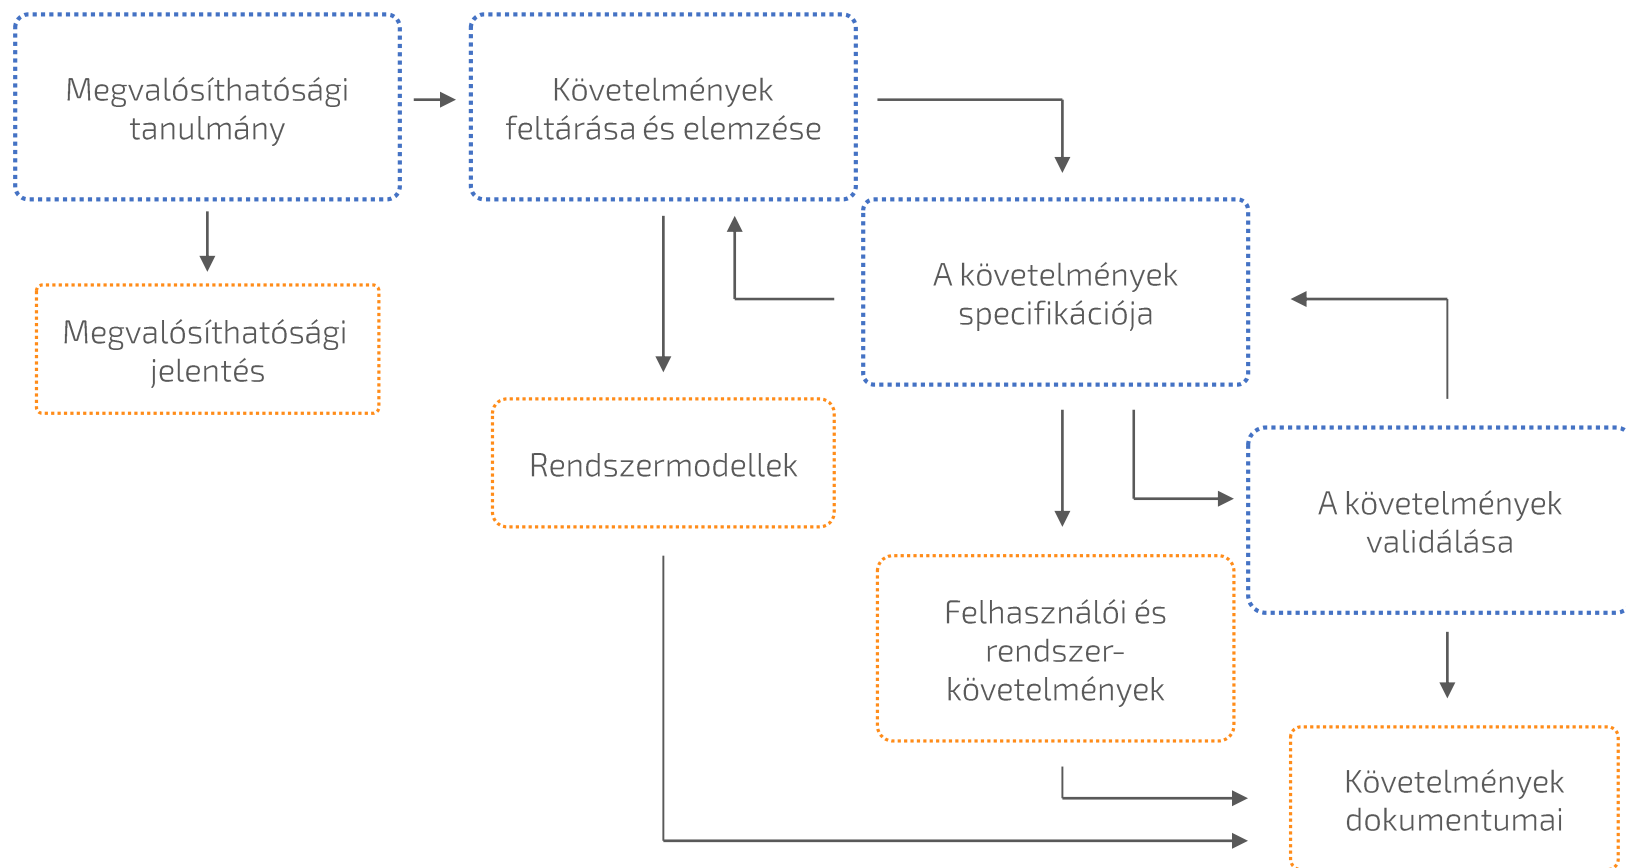 Megvalósíthatósági
tanulmány
Követelmények
feltárása és elemzése
A követelmények
specifikációja
Megvalósíthatósági
jelentés
Rendszermodellek
A követelmények
validálása
Felhasználói és
rendszer-
követelmények
Követelmények
dokumentumai